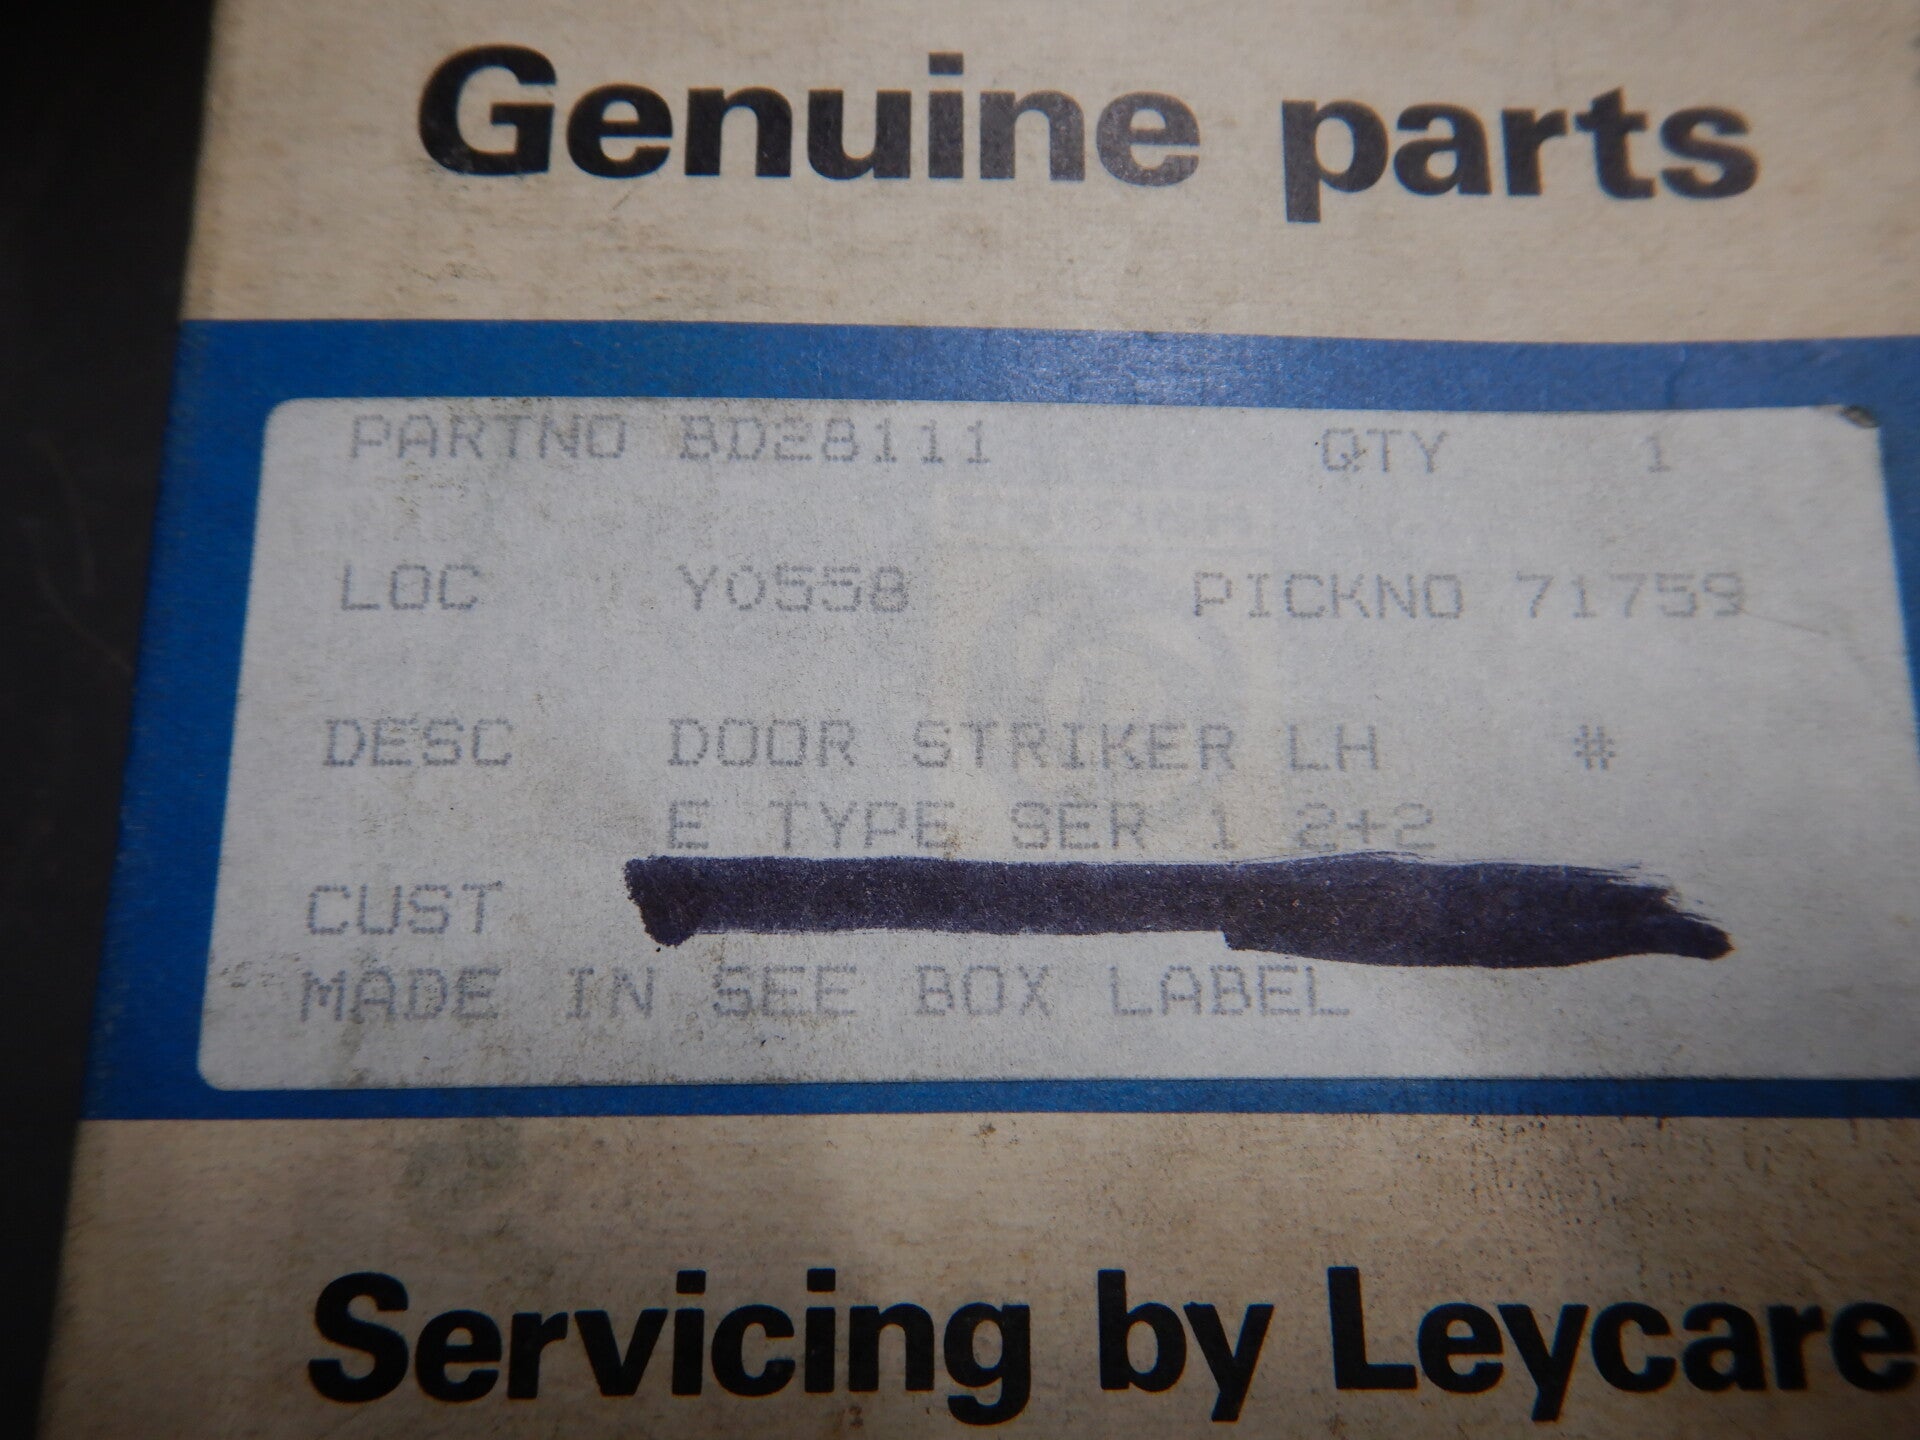 Genuine parts
PARTNO BD28111 QTY 1
LOC Y0558 PICKNO 71759
DESC DOOR STRIKER LH #
E TYPE SER 1 2+2
CUST
MADE IN SEE BOX LABEL
Servicing by Leycare